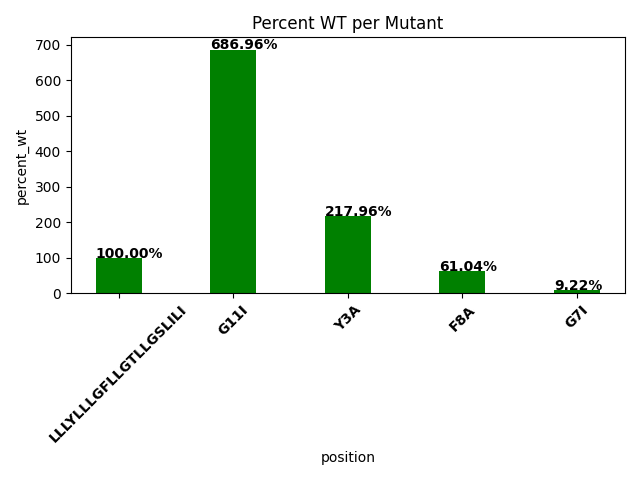 Percent WT per Mutant
percent_wt
700
600
500
400
300
200
100
0
100.00%
686.96%
217.96%
61.04%
9.22%
LLLYLLLGFLLGTLLGSLILI
G11I
Y3A
F8A
G7I
position